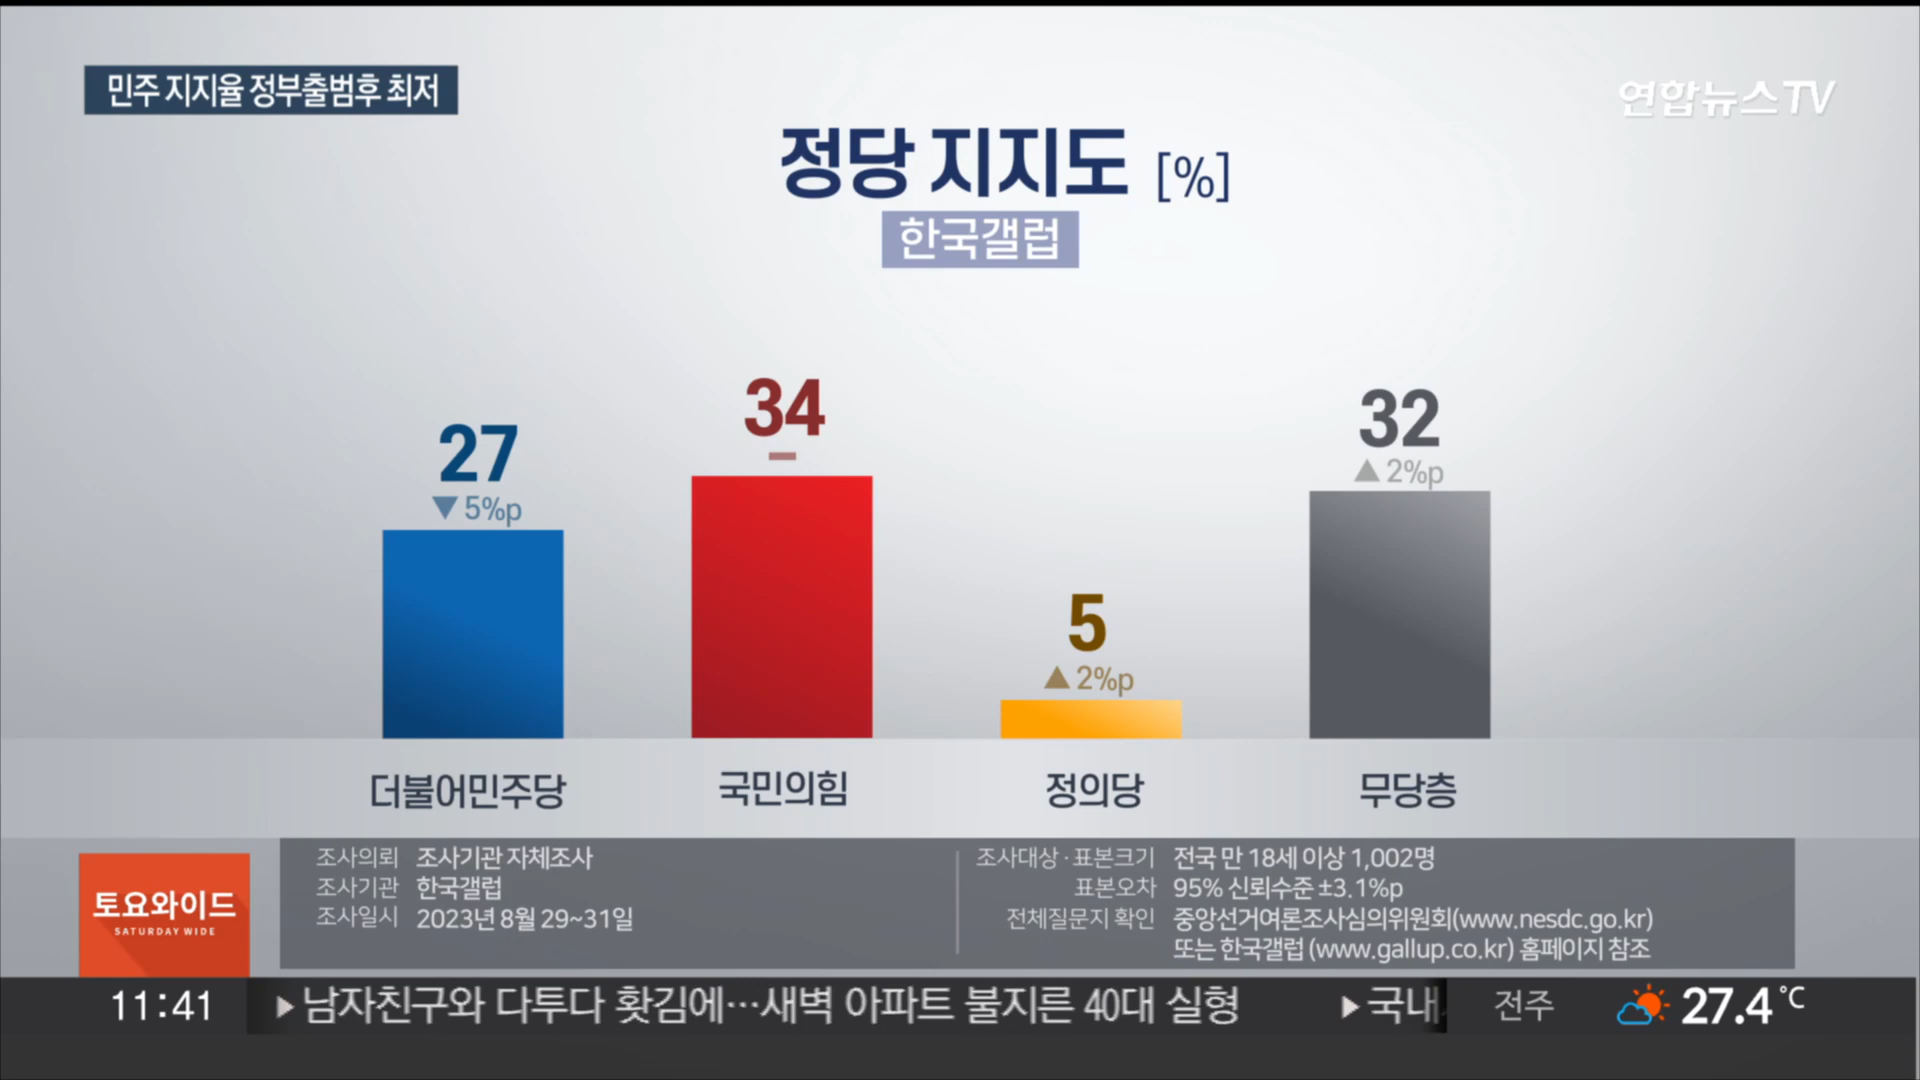 민주 지지율 정부출범후 최저
연합뉴스TV
정당 지지도 [%]
한국갤럽
27
▼ 5%p
34
–
5
▲ 2%p
32
▲ 2%p
더불어민주당
국민의힘
정의당
무당층
토요와이드
SATURDAY WIDE
조사의뢰 조사기관 자체조사
조사기관 한국갤럽
조사일시 2023년 8월 29~31일
조사대상·표본크기 전국 만 18세 이상 1,002명
표본오차 95% 신뢰수준 ±3.1%p
전체질문지 확인 중앙선거여론조사심의위원회(www.nesdc.go.kr)
또는 한국갤럽 (www.gallup.co.kr) 홈페이지 참조
11:41
▶남자친구와 다투다 홧김에…새벽 아파트 불지른 40대 실형
▶국내
전주
27.4℃